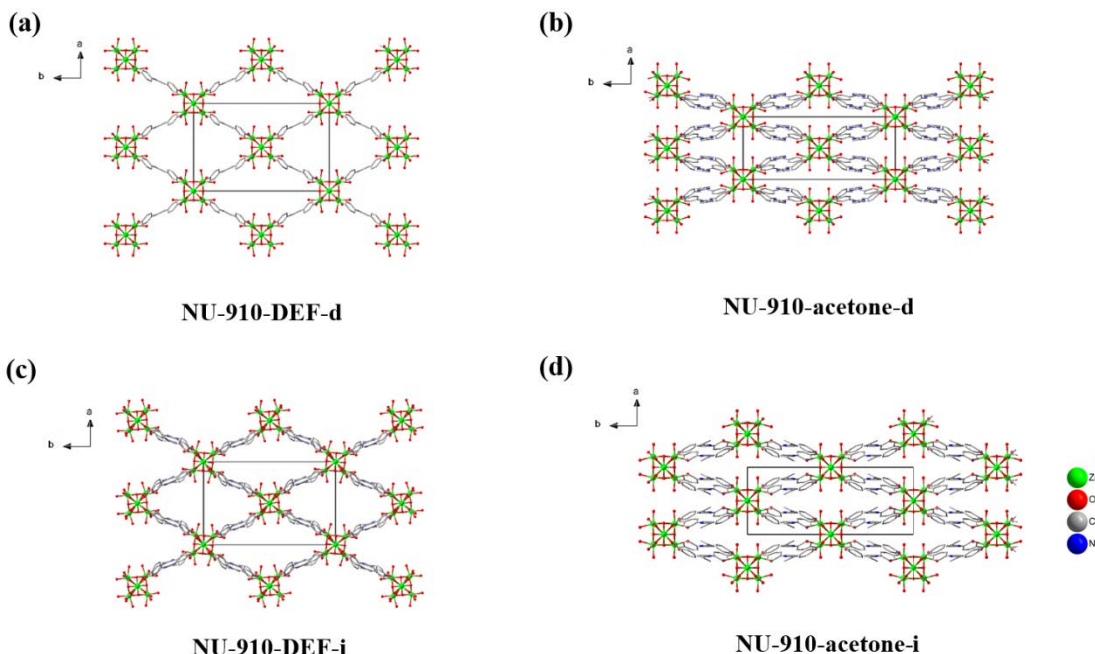 (a)
a
b
NU-910-DEF-d
(b)
a
b
NU-910-acetone-d
(c)
a
b
NU-910-DEF-i
(d)
a
b
NU-910-acetone-i
C
N